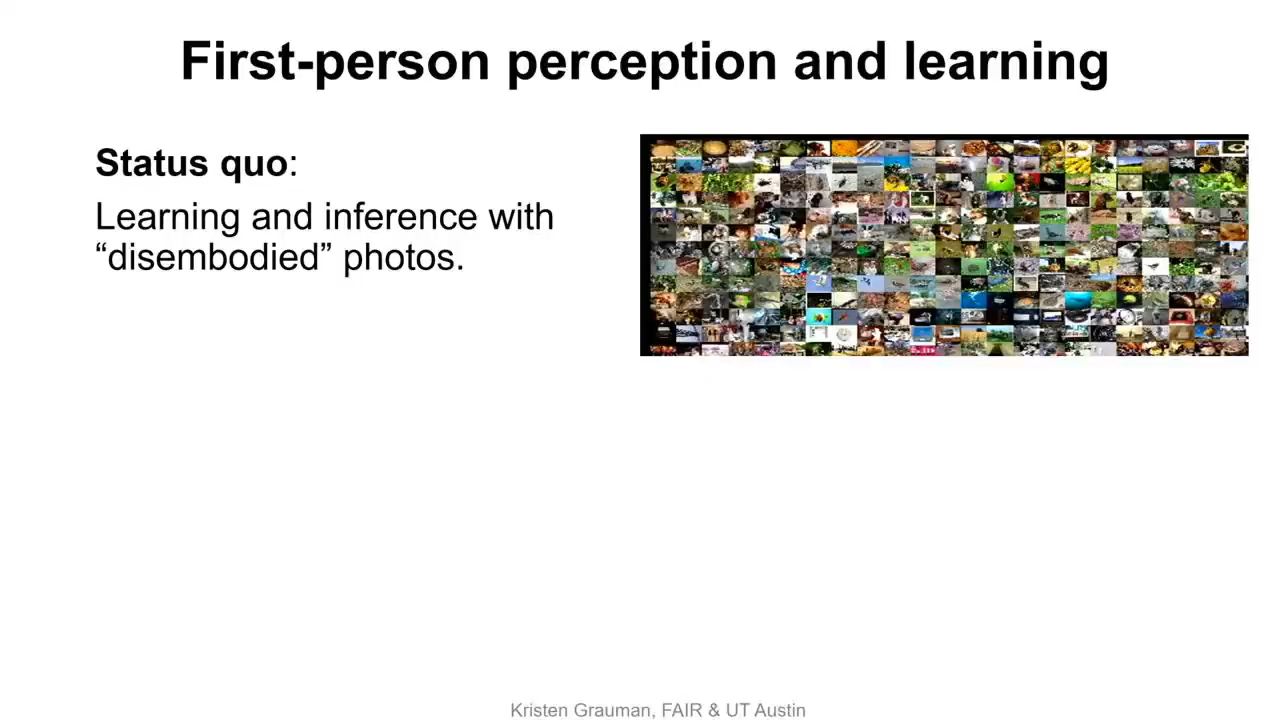 First-person perception and learning
Status quo:
Learning and inference with
“disembodied” photos.
Kristen Grauman, FAIR & UT Austin